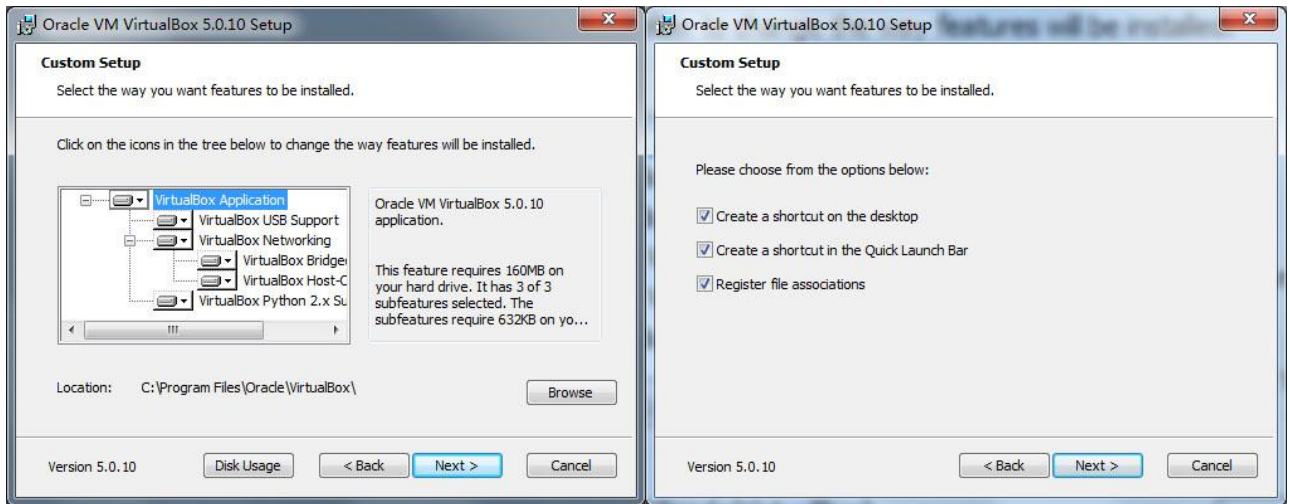 Oracle VM VirtualBox 5.0.10 Setup
Custom Setup
Select the way you want features to be installed.
Click on the icons in the tree below to change the way features will be installed.
VirtualBox Application
VirtualBox USB Support
VirtualBox Networking
VirtualBox Bridge
VirtualBox Host-C
VirtualBox Python 2.x Su
Oracle VM VirtualBox 5.0.10
application.
This feature requires 160MB on
your hard drive. It has 3 of 3
subfeatures selected. The
subfeatures require 632KB on yo...
Location: C:\Program Files\Oracle\VirtualBox\
Browse
Version 5.0.10
Disk Usage
< Back
Next >
Cancel
Oracle VM VirtualBox 5.0.10 Setup
features will be installed
Custom Setup
Select the way you want features to be installed.
Please choose from the options below:
Create a shortcut on the desktop
Create a shortcut in the Quick Launch Bar
Register file associations
Version 5.0.10
< Back
Next >
Cancel